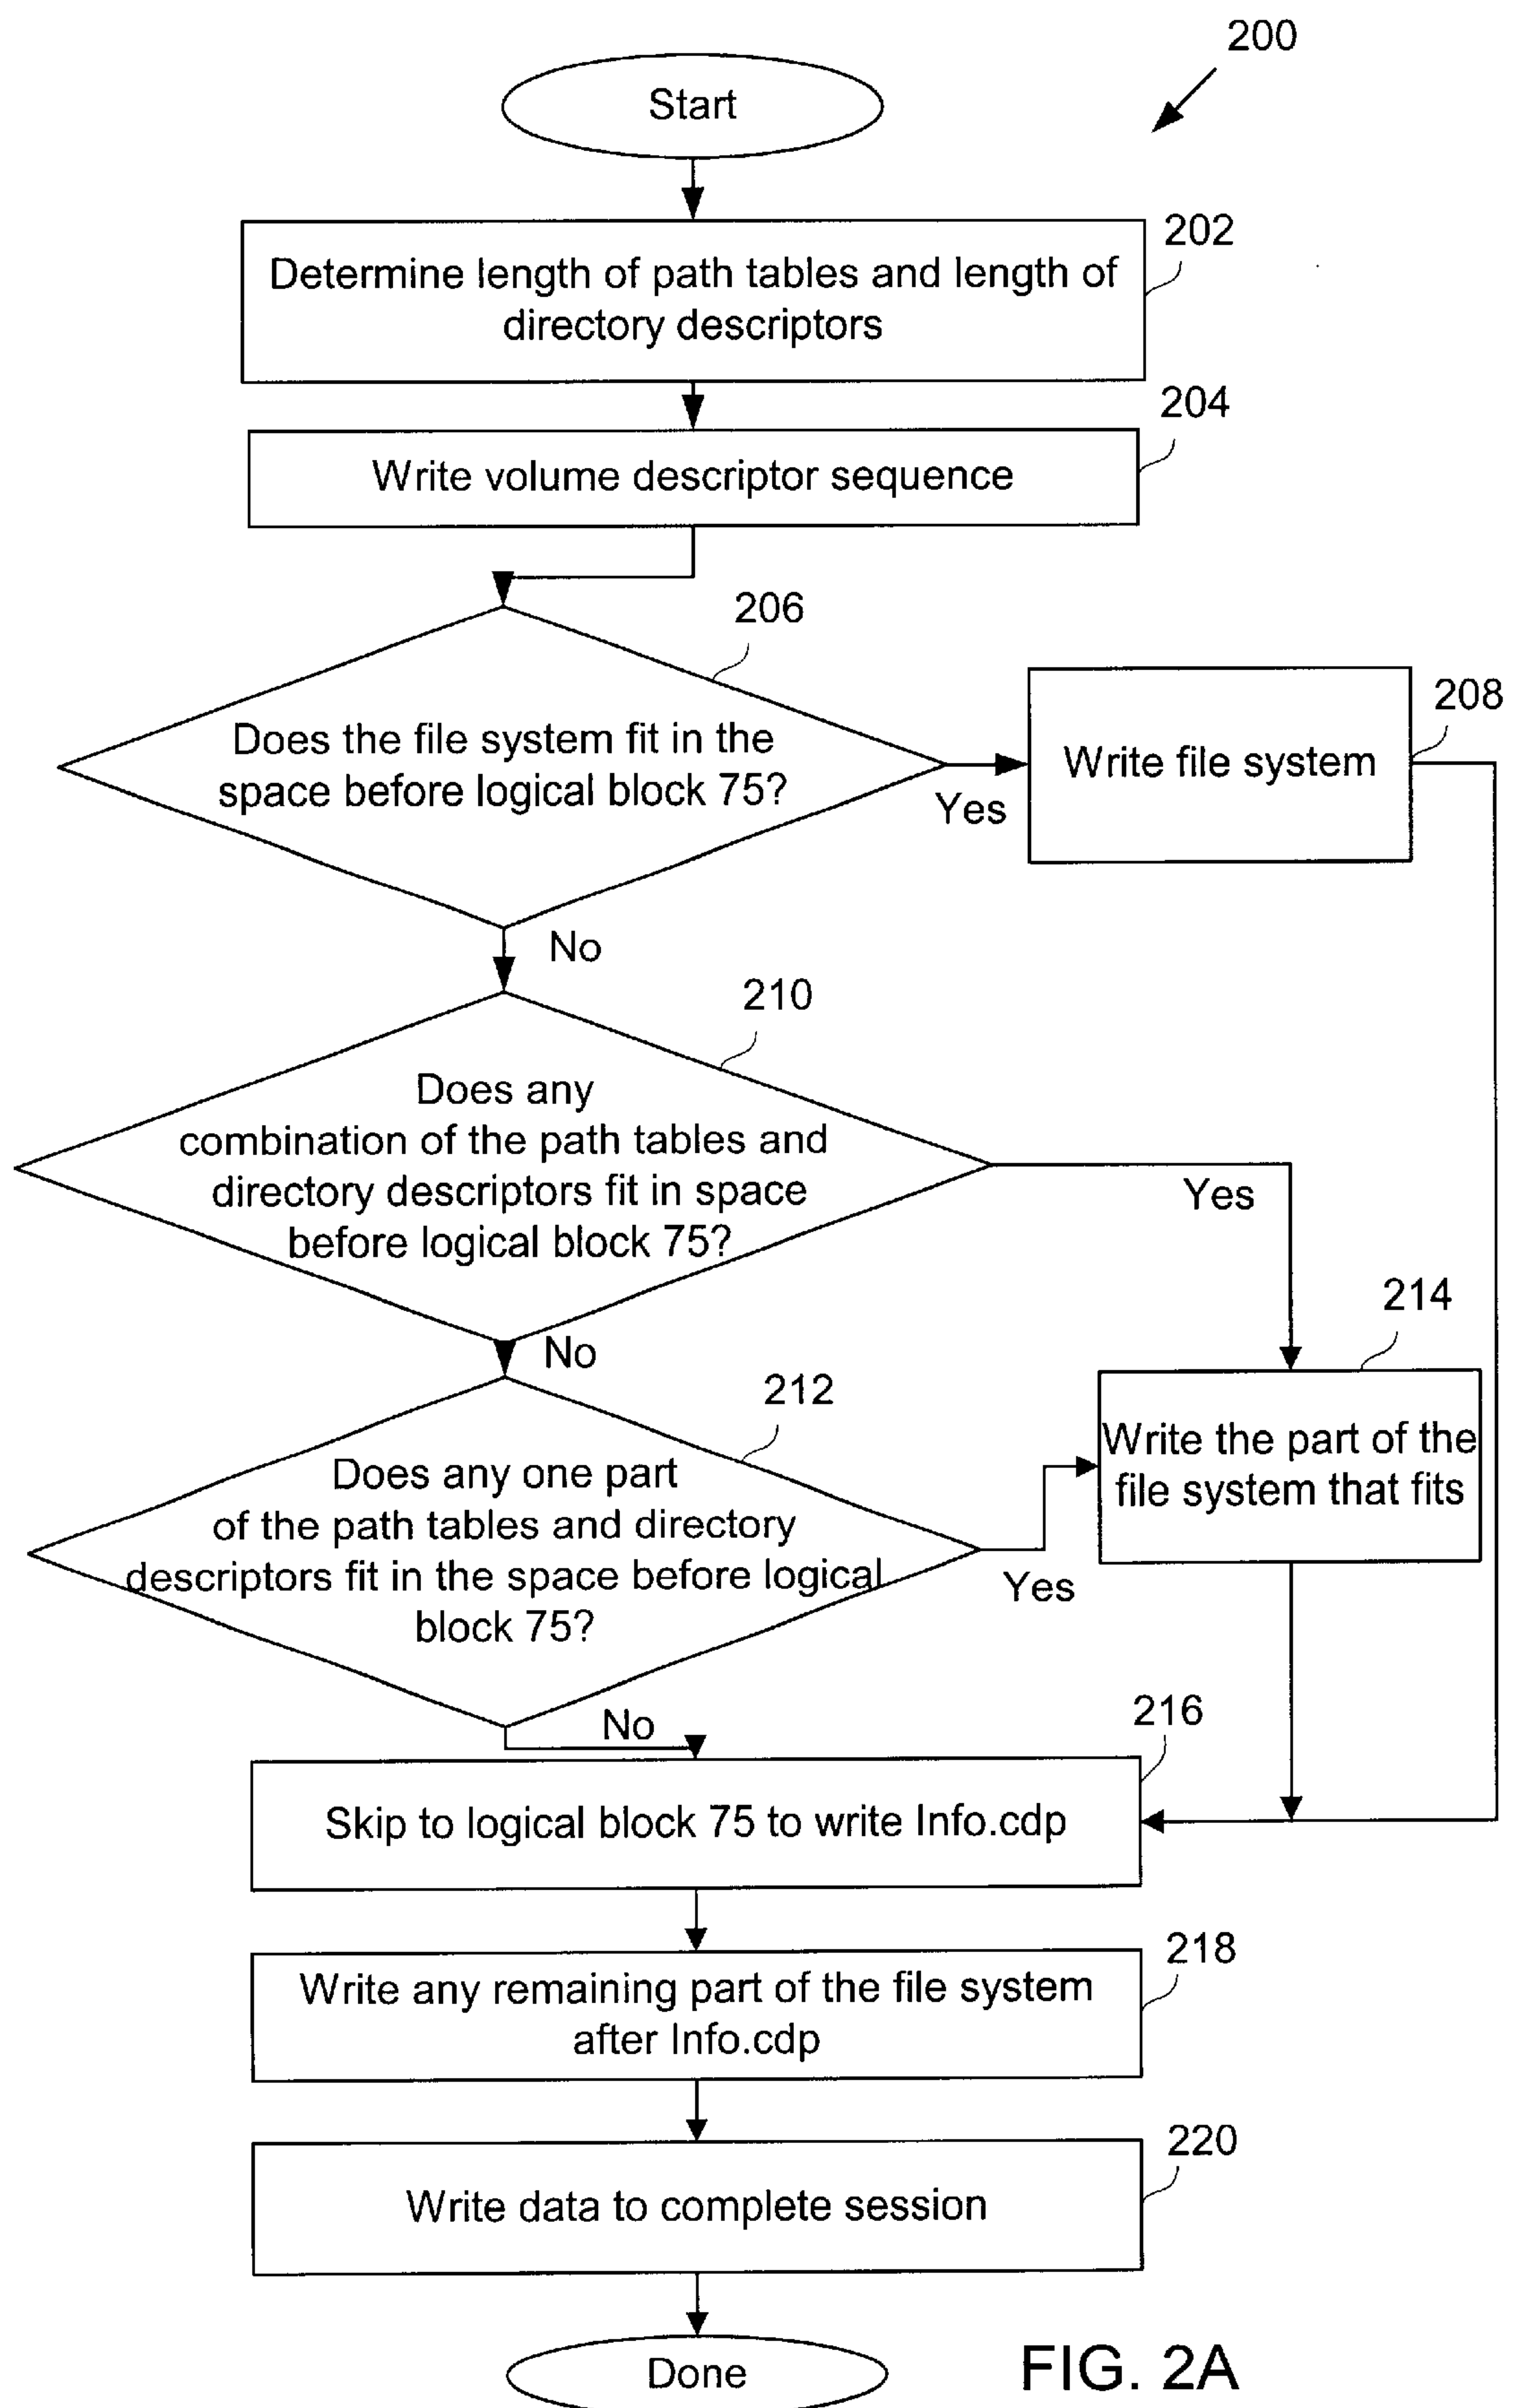 200
Start
202
Determine length of path tables and length of
directory descriptors
204
Write volume descriptor sequence
206
Does the file system fit in the
space before logical block 75?
Yes
208
Write file system
No
210
Does any
combination of the path tables and
directory descriptors fit in space
before logical block 75?
Yes
No
212
Does any one part
of the path tables and directory
descriptors fit in the space before logical
block 75?
Yes
214
Write the part of the
file system that fits
No
216
Skip to logical block 75 to write Info.cdp
218
Write any remaining part of the file system
after Info.cdp
220
Write data to complete session
Done
FIG. 2A